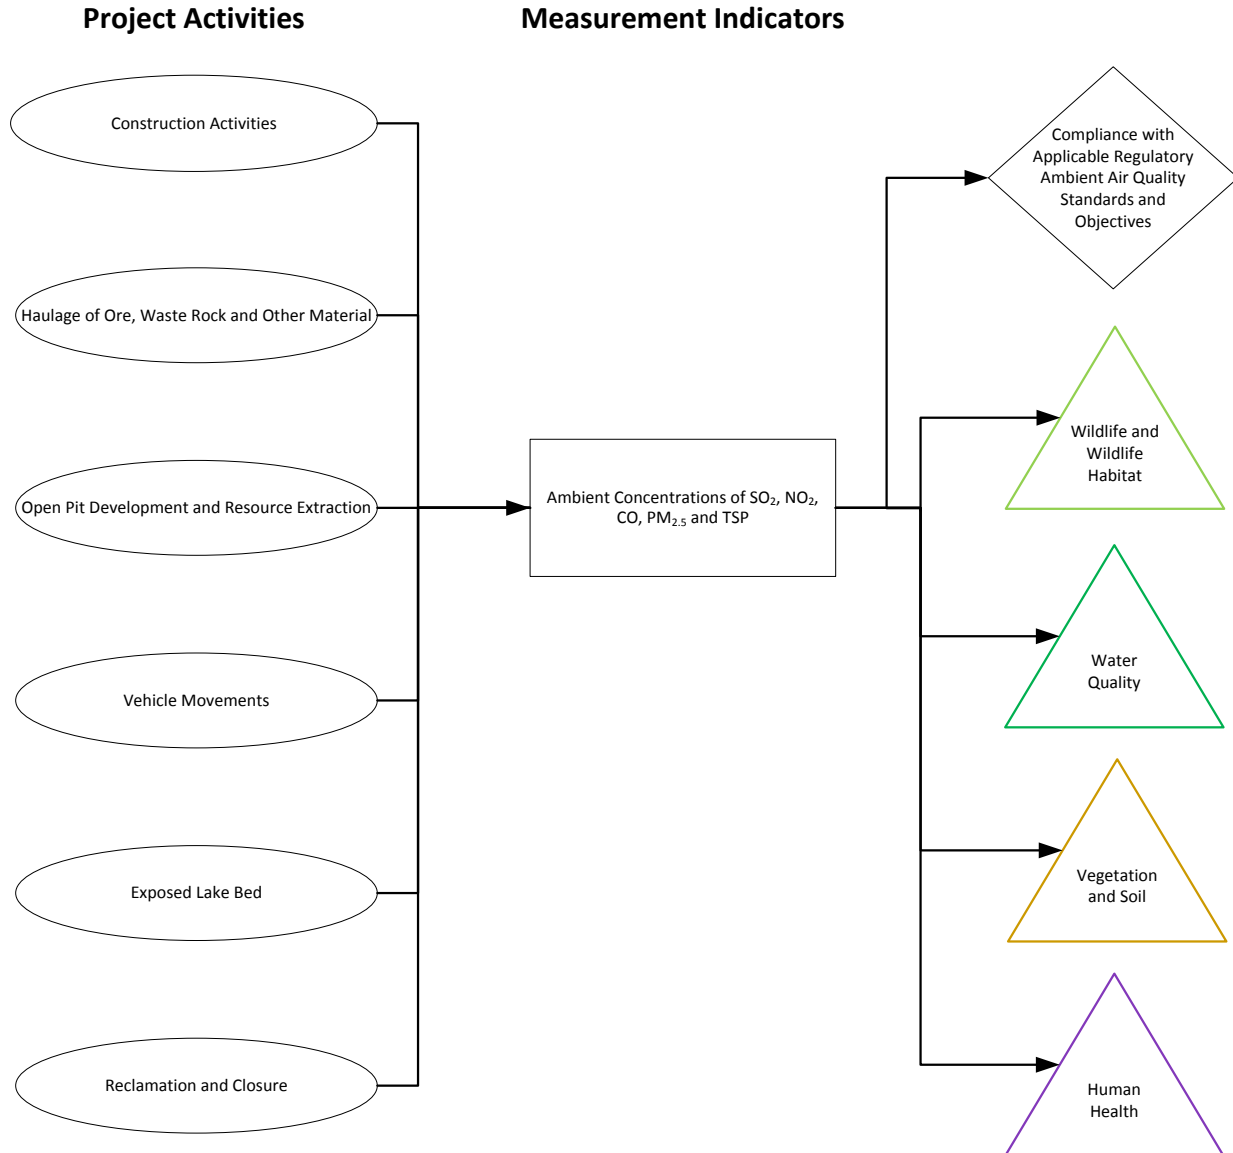 Project Activities
Measurement Indicators
Construction Activities
Haulage of Ore, Waste Rock and Other Material
Open Pit Development and Resource Extraction
Vehicle Movements
Exposed Lake Bed
Reclamation and Closure
Ambient Concentrations of SO₂, NO₂,
CO, PM₂.₅ and TSP
Compliance with
Applicable Regulatory
Ambient Air Quality
Standards and
Objectives
Wildlife and
Wildlife
Habitat
Water
Quality
Vegetation
and Soil
Human
Health